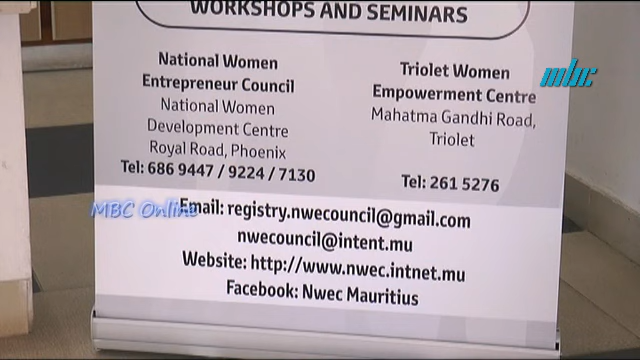 WORKSHOPS AND SEMINARS
National Women
Entrepreneur Council
National Women
Development Centre
Royal Road, Phoenix
Tel: 686 9447 / 9224 / 7130
Triolet Women
Empowerment Centre
Mahatma Gandhi Road,
Triolet
Tel: 261 5276
mbc
MBC Online
Email: registry.nwecouncil@gmail.com
nwecouncil@intent.mu
Website: http://www.nwec.intnet.mu
Facebook: Nwec Mauritius